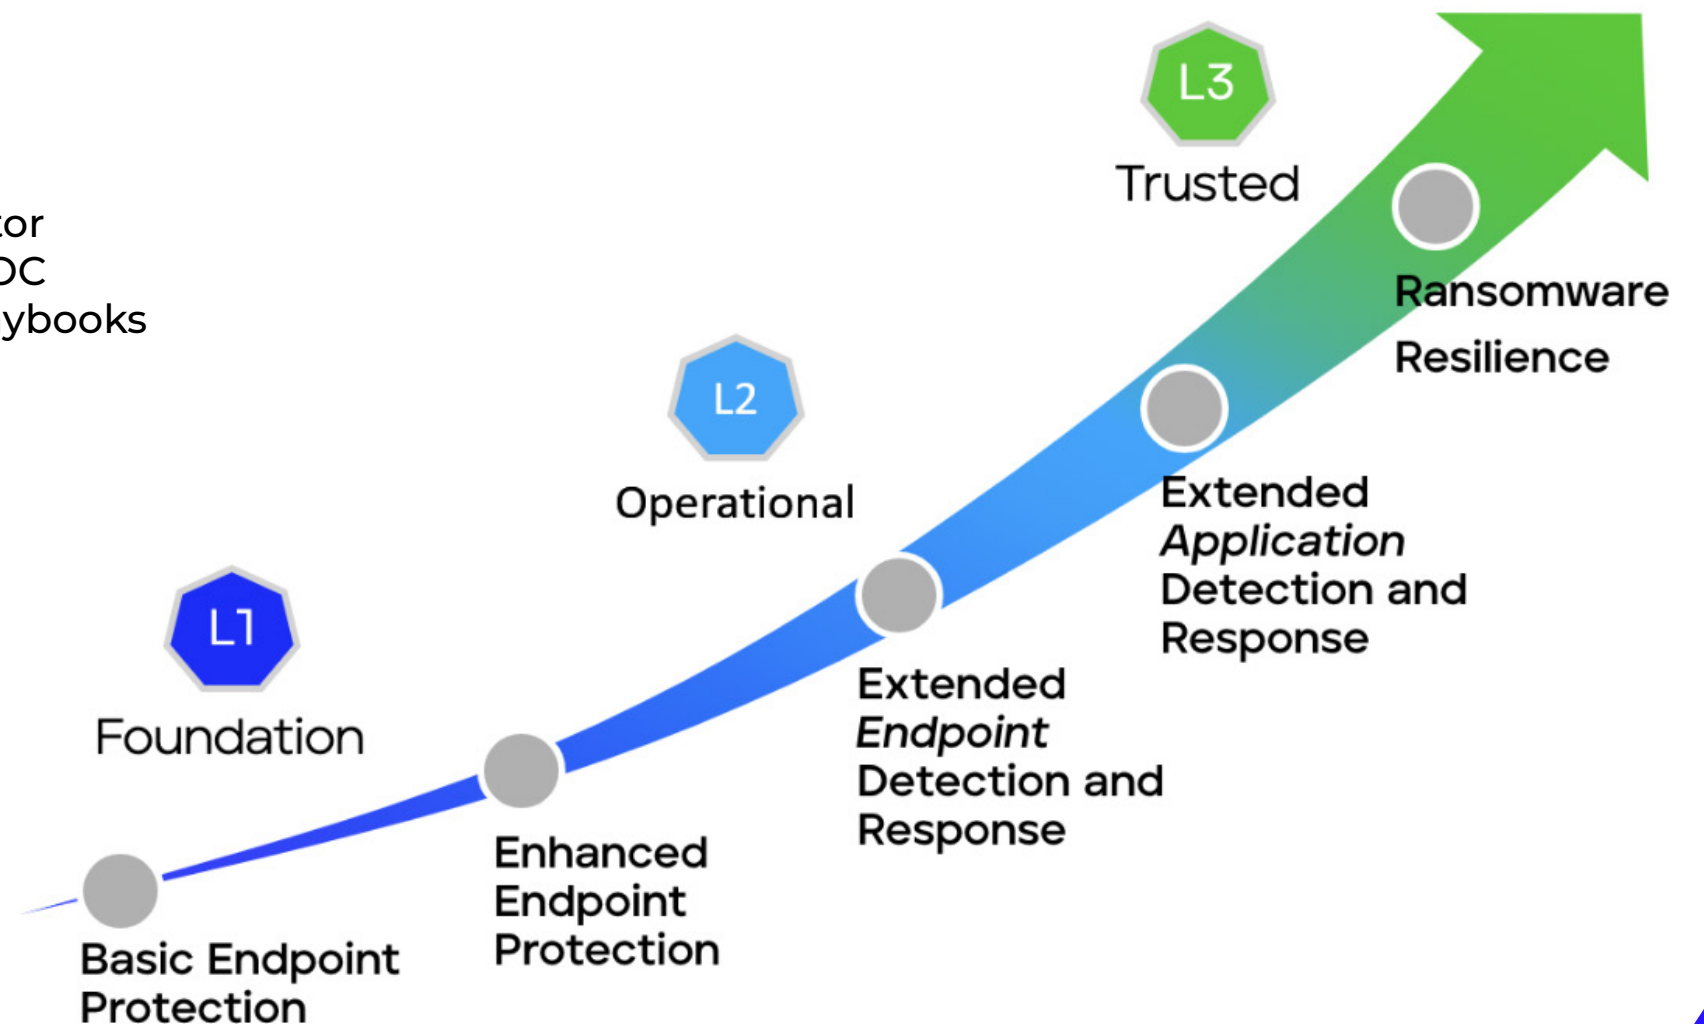 L3
Trusted
tor
OC
ybooks
Ransomware
Resilience
L2
Operational
Extended
Application
Detection and
Response
L1
Foundation
Extended
Endpoint
Detection and
Response
Enhanced
Endpoint
Protection
Basic Endpoint
Protection